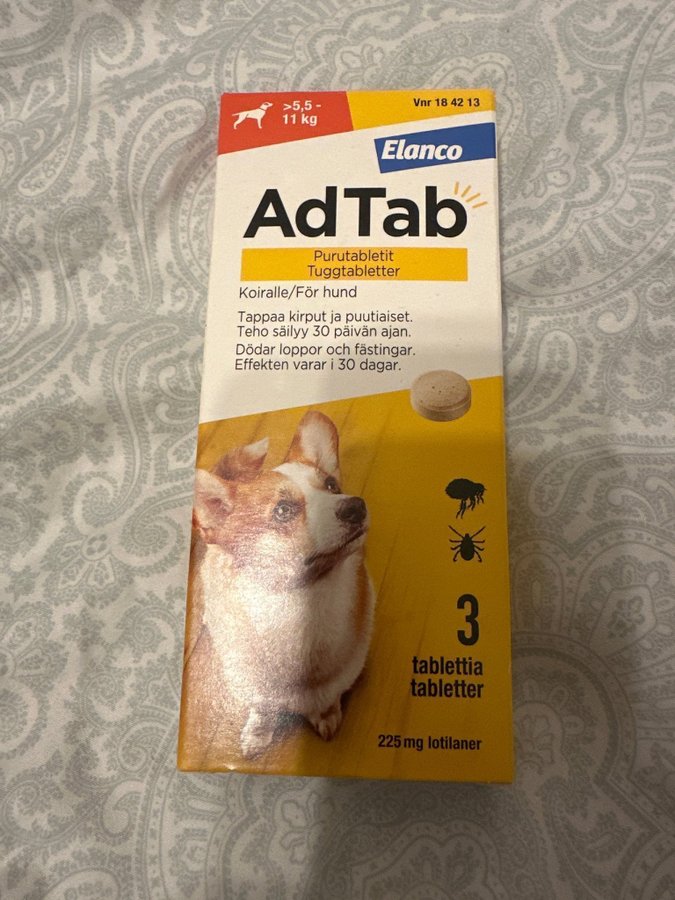 >5,5 -
11 kg
Vnr 18 42 13
Elanco
AdTab
Purutabletit
Tuggtabletter
Koiralle/För hund
Tappaa kirput ja puutiaiset.
Teho säilyy 30 päivän ajan.
Dödar loppor och fästingar.
Effekten varar i 30 dagar.
3
tablettia
tabletter
225 mg lotilaner